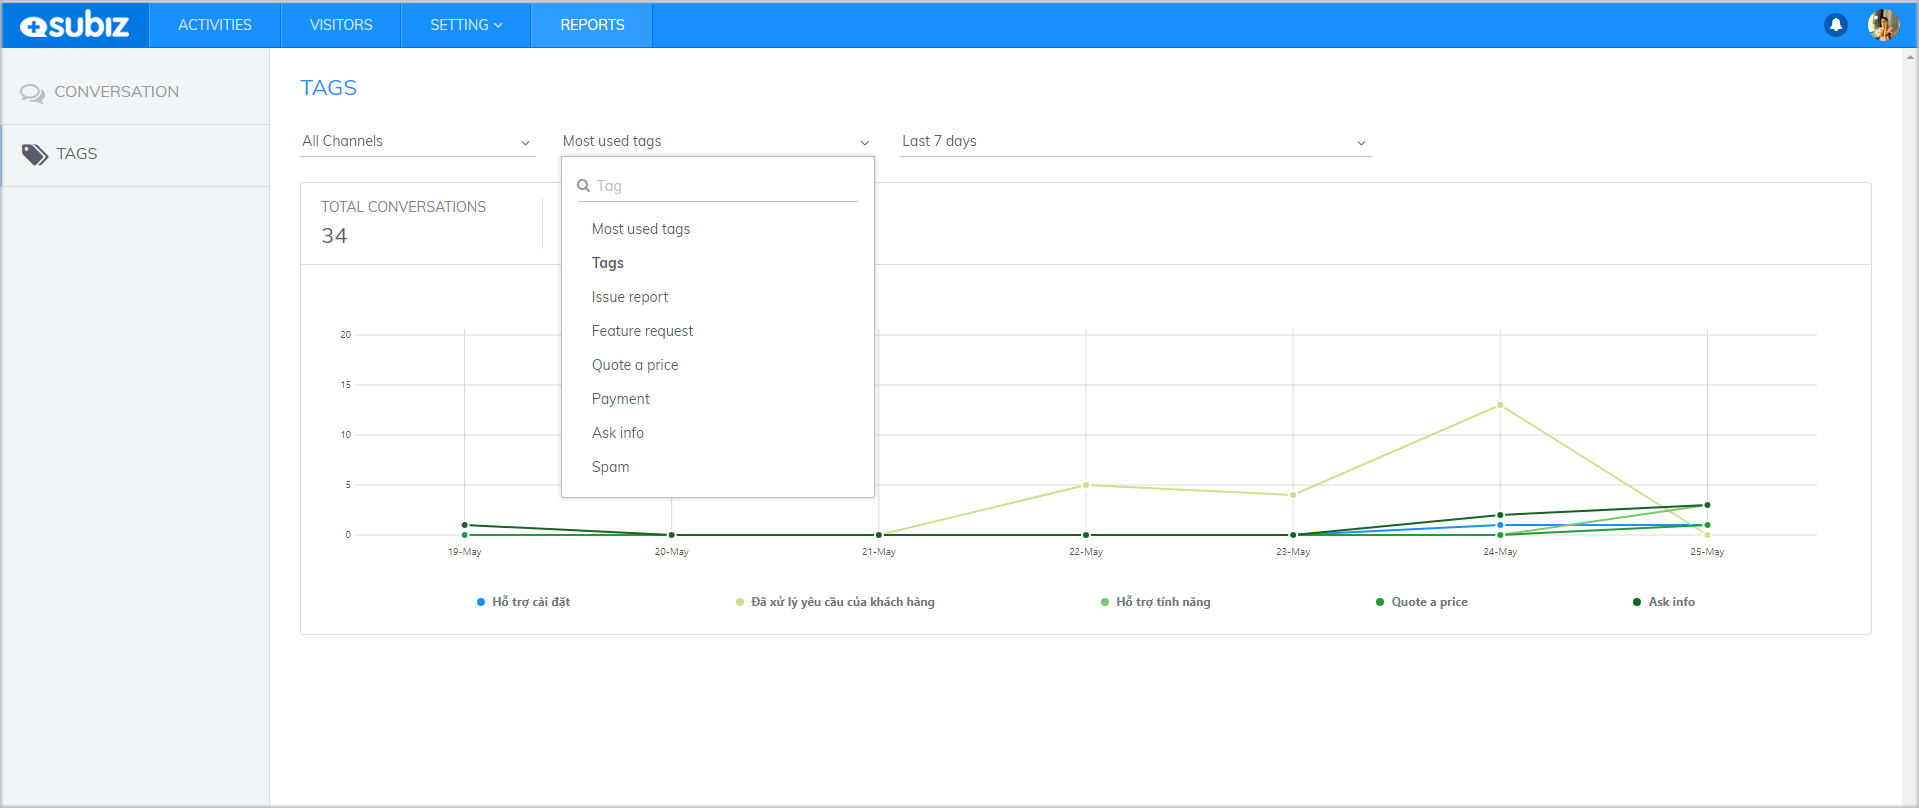 subiz
ACTIVITIES
VISITORS
SETTING
REPORTS
CONVERSATION
TAGS
TAGS
All Channels
Most used tags
Last 7 days
Tag
Most used tags
Tags
Issue report
Feature request
Quote a price
Payment
Ask info
Spam
TOTAL CONVERSATIONS
34
20
15
10
5
0
19-May
20-May
21-May
22-May
23-May
24-May
25-May
Hỗ trợ cài đặt
Đã xử lý yêu cầu của khách hàng
Hỗ trợ tính năng
Quote a price
Ask info